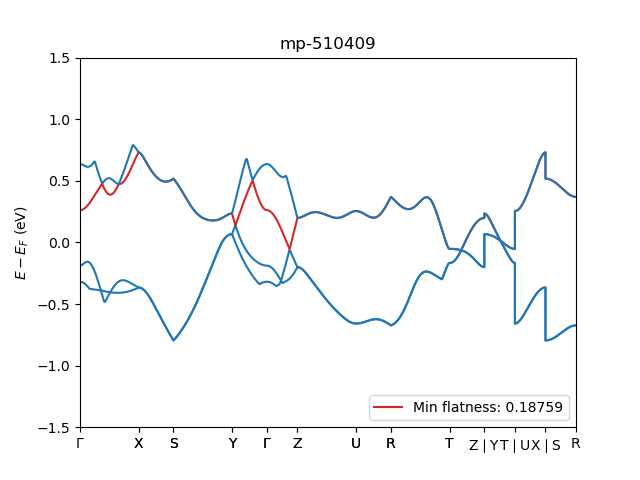 mp-510409
1.5
1.0
0.5
0.0
−0.5
−1.0
−1.5
E − E_F (eV)
Min flatness: 0.18759
Γ X S Y Γ Z U R T Z|Y T|U X|S R